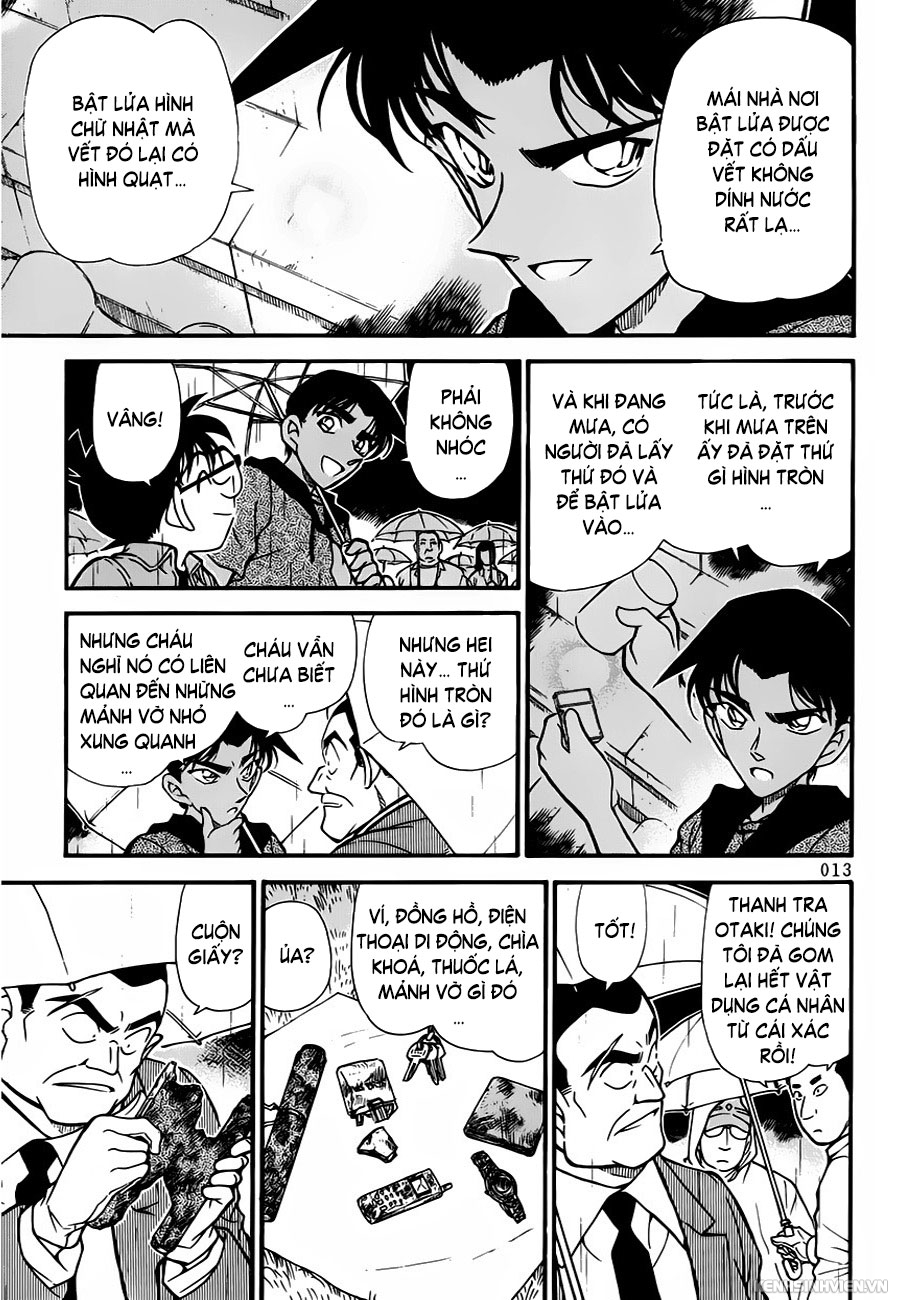 MÁI NHÀ NƠI
BẬT LỬA ĐƯỢC
ĐẶT CÓ DẤU
VẾT KHÔNG
DÍNH NƯỚC
RẤT LẠ...
BẬT LỬA HÌNH
CHỮ NHẬT MÀ
VẾT ĐÓ LẠI CÓ
HÌNH QUẠT...
TỨC LÀ, TRƯỚC
KHI MƯA TRÊN
ẤY ĐÃ ĐẶT THỨ
GÌ HÌNH TRÒN
...
VÀ KHI ĐANG
MƯA, CÓ
NGƯỜI ĐÃ LẤY
THỨ ĐÓ VÀ
ĐỂ BẬT LỬA
VÀO...
PHẢI
KHÔNG
NHÓC
...
VÂNG!
NHƯNG HEI
NÀY... THỨ
HÌNH TRÒN
ĐÓ LÀ GÌ?
CHÁU VẪN
CHƯA BIẾT
...
NHƯNG CHÁU
NGHĨ NÓ CÓ LIÊN
QUAN ĐẾN NHỮNG
MẢNH VỠ NHỎ
XUNG QUANH
...
013
THANH TRA
OTAKI! CHÚNG
TÔI ĐÃ GOM
LẠI HẾT VẬT
DỤNG CÁ NHÂN
TỪ CÁI XÁC
RỒI!
TỐT!
VÍ, ĐỒNG HỒ, ĐIỆN
THOẠI DI ĐỘNG, CHÌA
KHOÁ, THUỐC LÁ,
MẢNH VỠ GÌ ĐÓ
...
ỦA?
CUỘN
GIẤY?
KENHSINHVIEN.VN